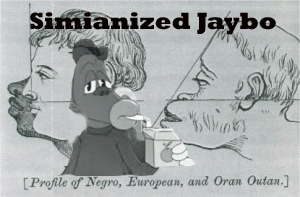 Simianized Jaybo
[Profile of Negro, European, and Oran Outan.]